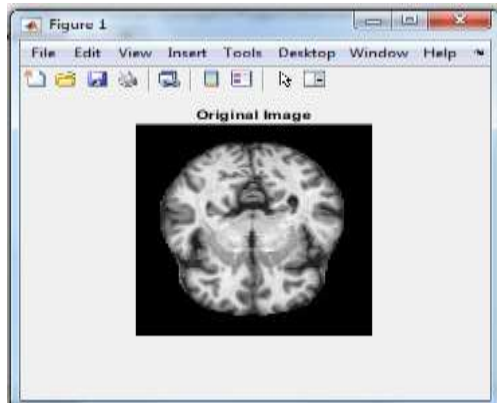 Figure 1
File Edit View Insert Tools Desktop Window Help
Original Image